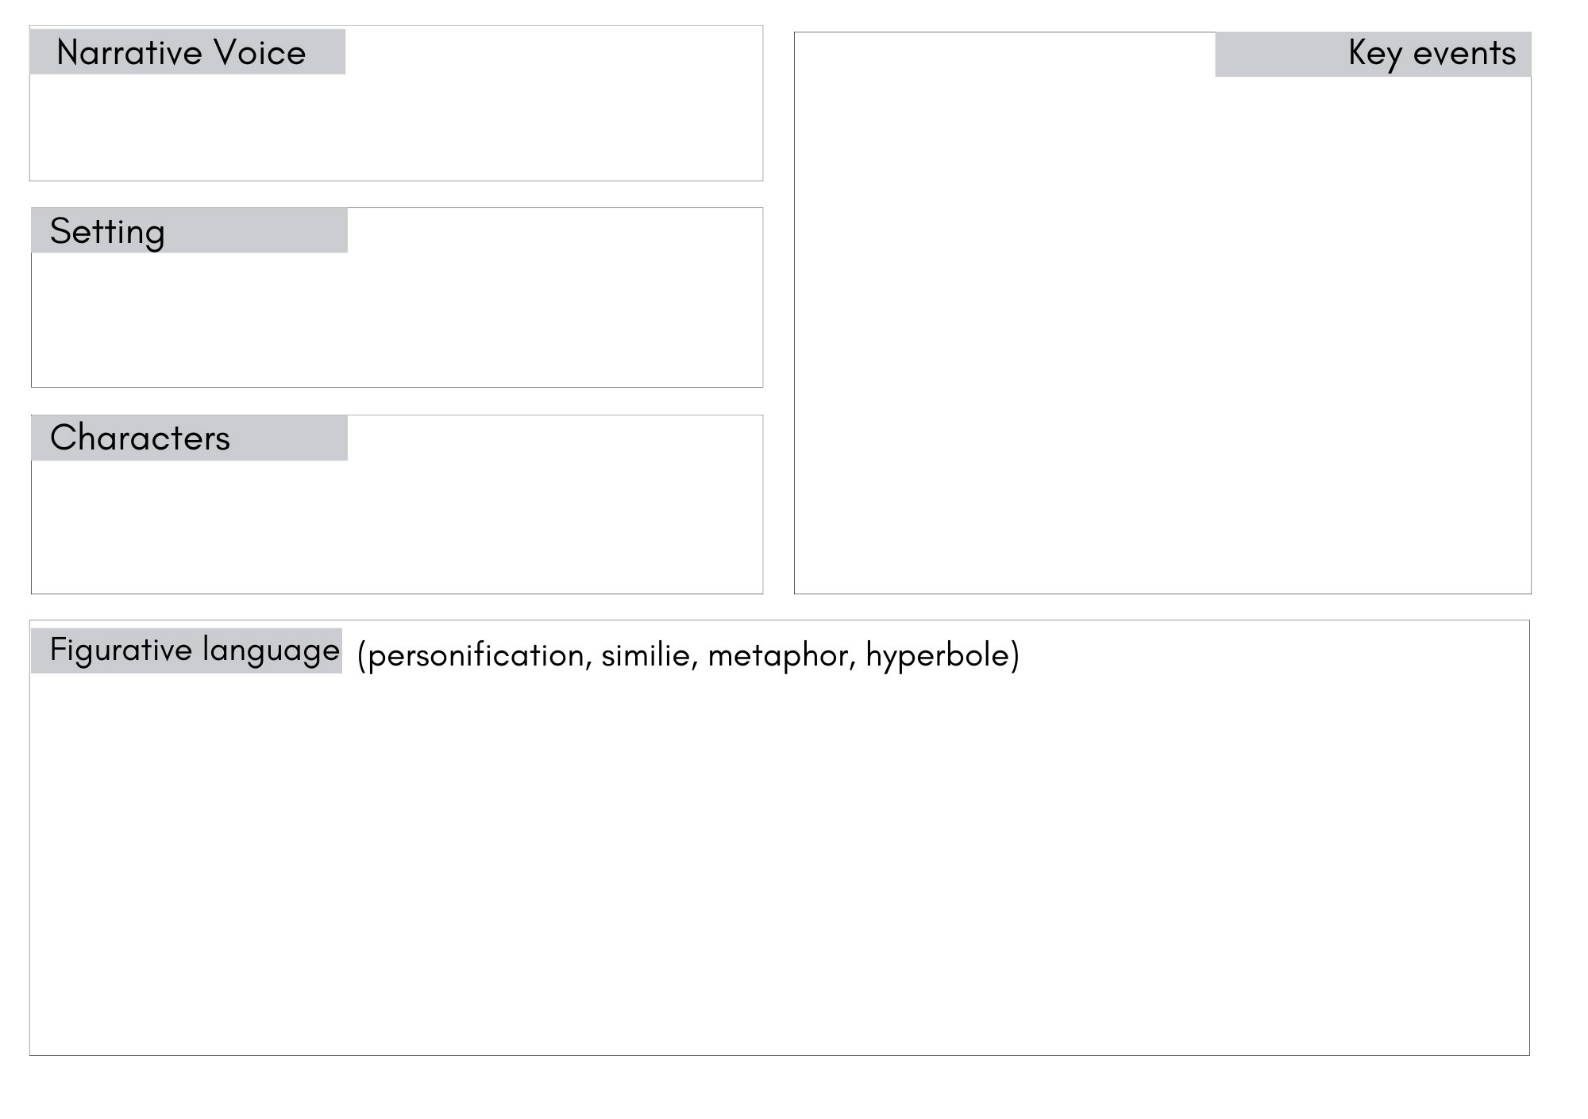 Narrative Voice
Key events
Setting
Characters
Figurative language (personification, similie, metaphor, hyperbole)